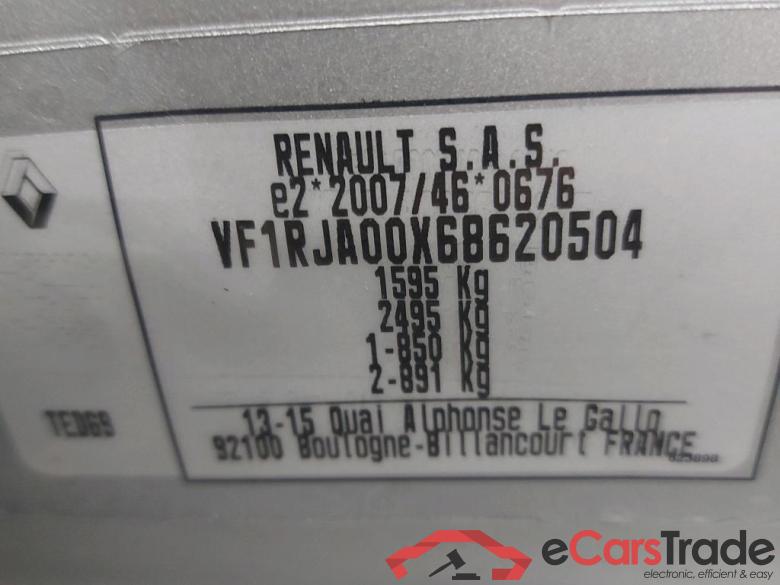 RENAULT S.A.S.
e2*2007/46*0676
VF1RJA00X68620504
1595 Kg
2495 Kg
1-850 Kg
2-891 Kg
TED69
13-15 Quai Alphonse Le Gallo
92100 Boulogne-Billancourt FRANCE
eCarsTrade
electronic, efficient & easy